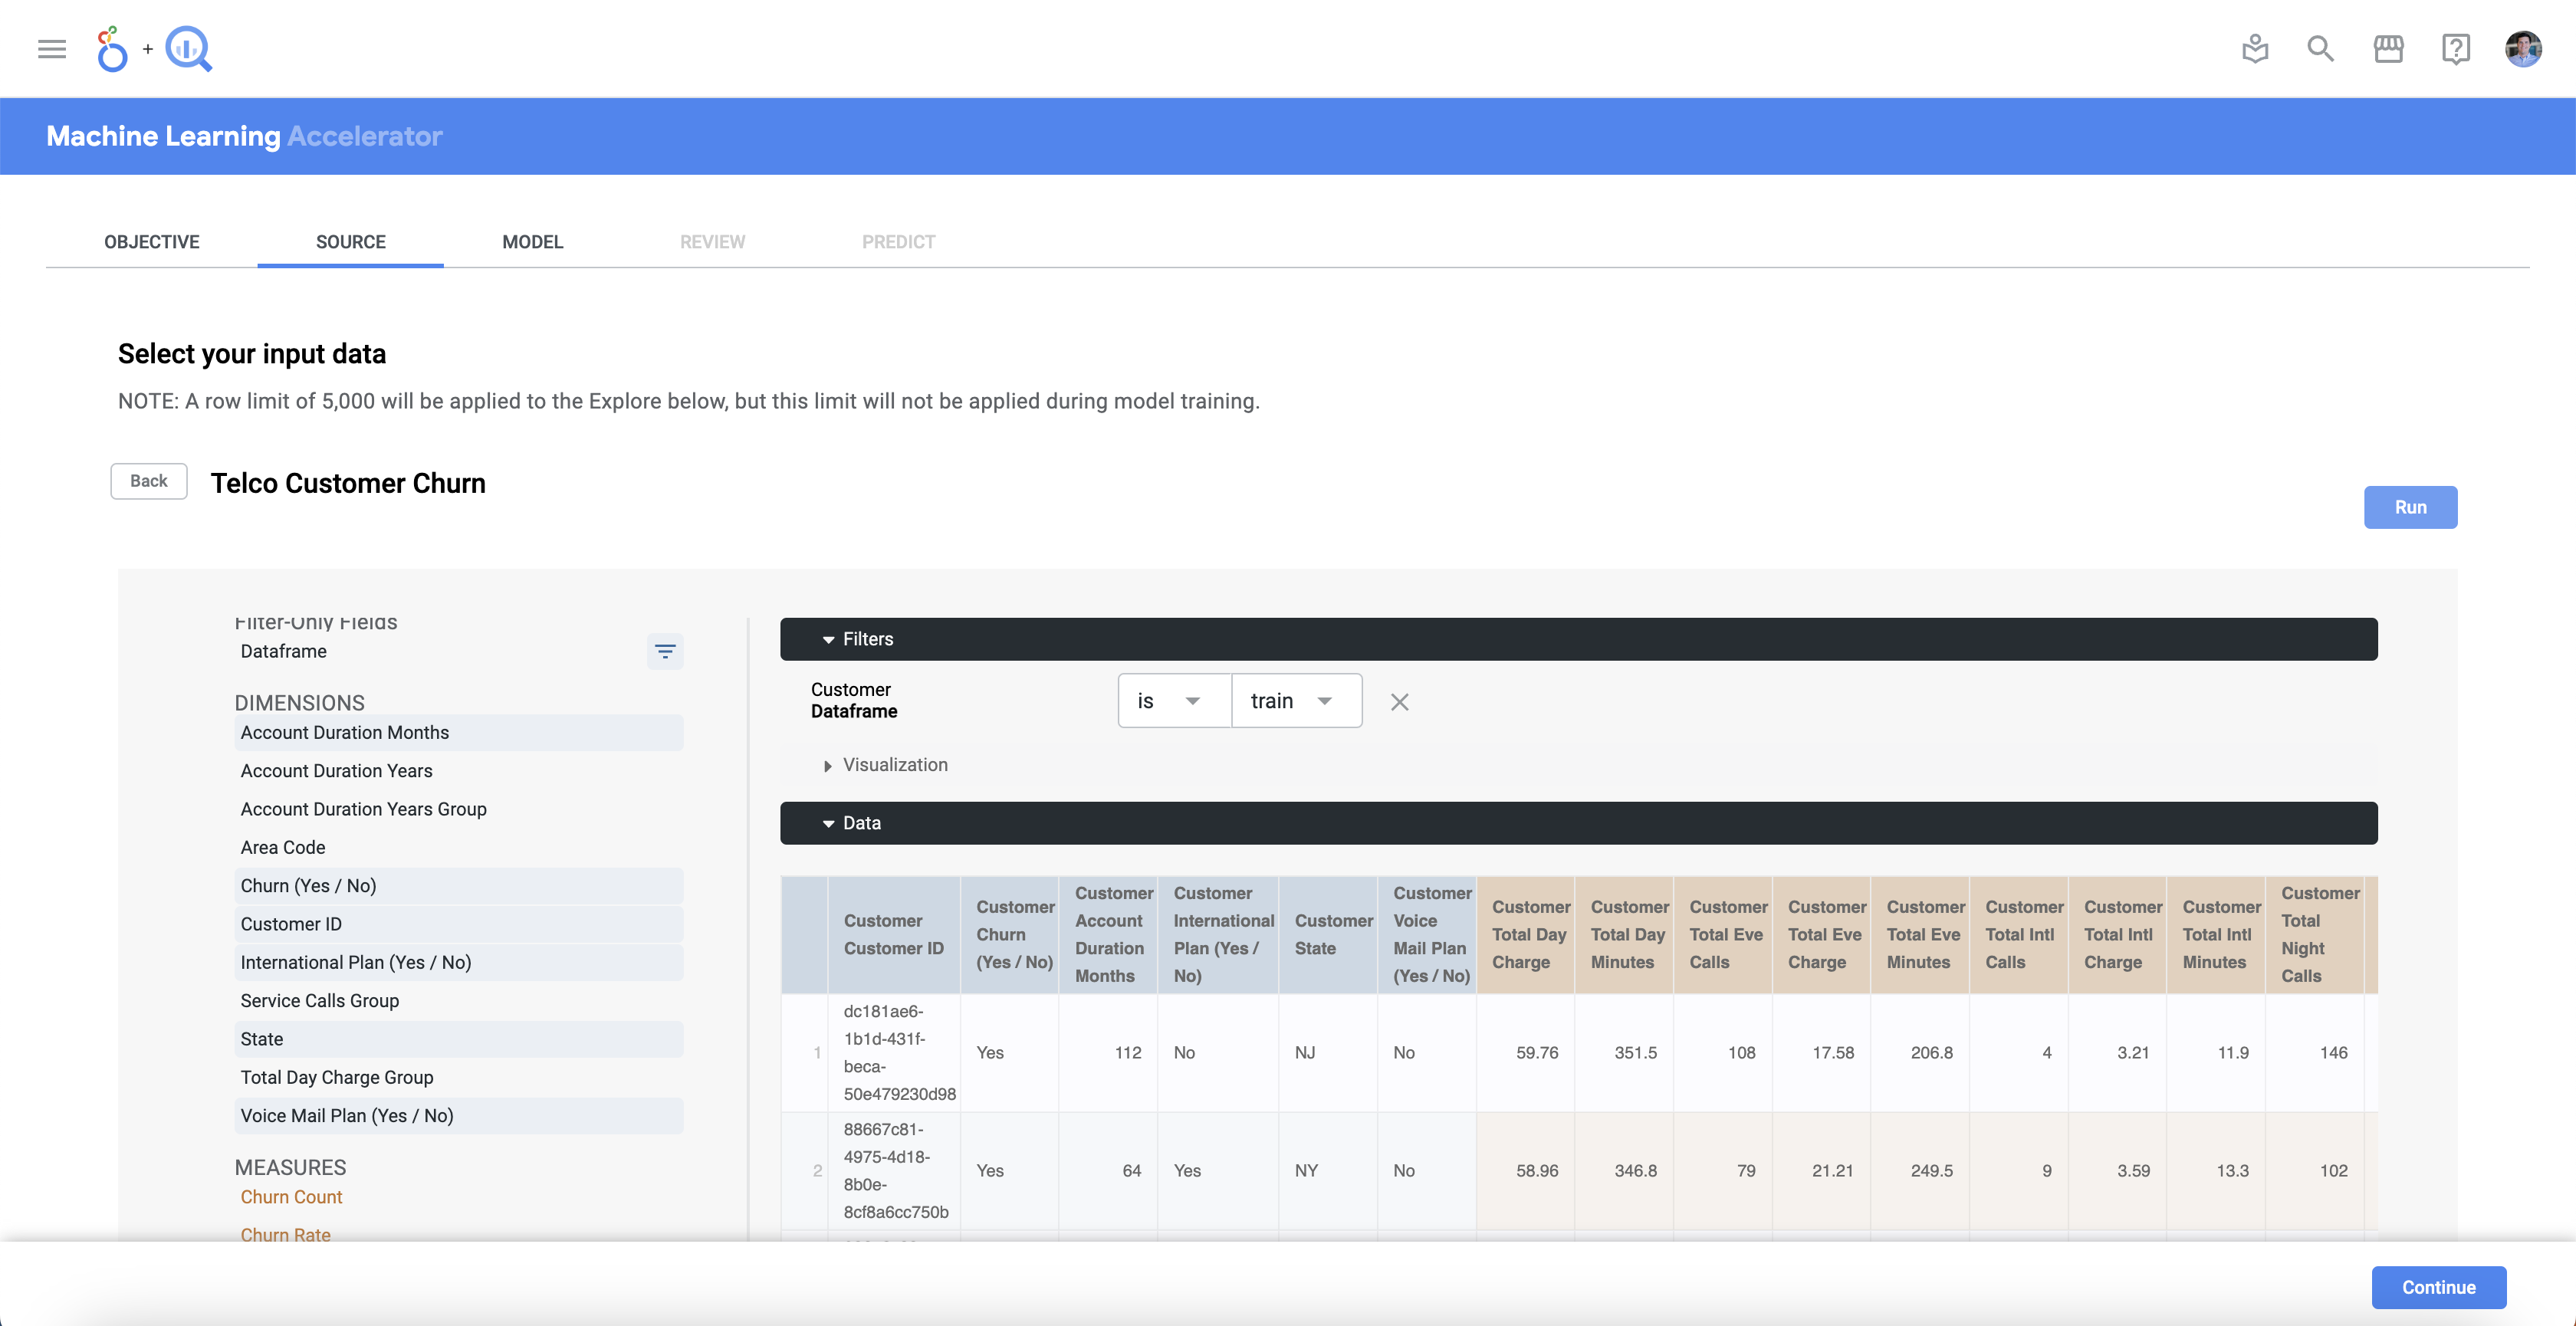 +
Machine Learning Accelerator
OBJECTIVE
SOURCE
MODEL
REVIEW
PREDICT
Select your input data
NOTE: A row limit of 5,000 will be applied to the Explore below, but this limit will not be applied during model training.
Back
Telco Customer Churn
Run
Filter-Only Fields
Dataframe
DIMENSIONS
Account Duration Months
Account Duration Years
Account Duration Years Group
Area Code
Churn (Yes / No)
Customer ID
International Plan (Yes / No)
Service Calls Group
State
Total Day Charge Group
Voice Mail Plan (Yes / No)
MEASURES
Churn Count
Churn Rate
Filters
Customer
Dataframe
is
train
Visualization
Data
Customer
Customer ID
Customer
Churn
(Yes / No)
Customer
Account
Duration
Months
Customer
International
Plan (Yes /
No)
Customer
State
Customer
Voice
Mail Plan
(Yes / No)
Customer
Total Day
Charge
Customer
Total Day
Minutes
Customer
Total Eve
Calls
Customer
Total Eve
Charge
Customer
Total Eve
Minutes
Customer
Total Intl
Calls
Customer
Total Intl
Charge
Customer
Total Intl
Minutes
Customer
Total
Night
Calls
1
dc181ae6-
1b1d-431f-
beca-
50e479230d98
Yes
112
No
NJ
No
59.76
351.5
108
17.58
206.8
4
3.21
11.9
146
2
88667c81-
4975-4d18-
8b0e-
8cf8a6cc750b
Yes
64
Yes
NY
No
58.96
346.8
79
21.21
249.5
9
3.59
13.3
102
Continue